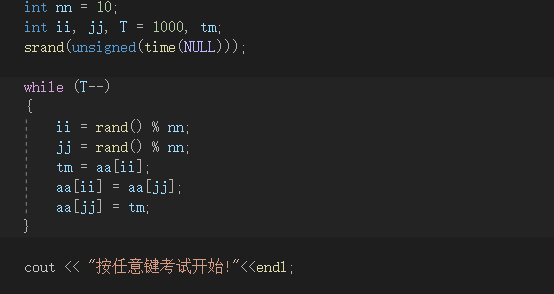 int nn = 10;
int ii, jj, T = 1000, tm;
srand(unsigned(time(NULL)));
while (T--)
{
ii = rand() % nn;
jj = rand() % nn;
tm = aa[ii];
aa[ii] = aa[jj];
aa[jj] = tm;
}
cout << "按任意键考试开始!"<<endl;